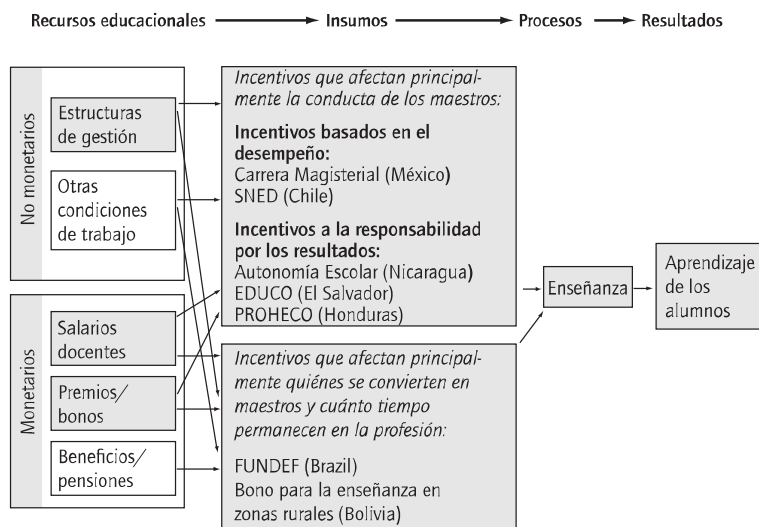 Recursos educacionales Insumos Procesos Resultados
No monetarios
Estructuras
de gestión
Otras
condiciones
de trabajo
Monetarios
Salarios
docentes
Premios/
bonos
Beneficios/
pensiones
Incentivos que afectan principal-
mente la conducta de los maestros:
Incentivos basados en el
desempeño:
Carrera Magisterial (México)
SNED (Chile)
Incentivos a la responsabilidad
por los resultados:
Autonomía Escolar (Nicaragua)
EDUCO (El Salvador)
PROHECO (Honduras)
Incentivos que afectan principal-
mente quiénes se convierten en
maestros y cuánto tiempo
permanecen en la profesión:
FUNDEF (Brazil)
Bono para la enseñanza en
zonas rurales (Bolivia)
Enseñanza
Aprendizaje
de los
alumnos